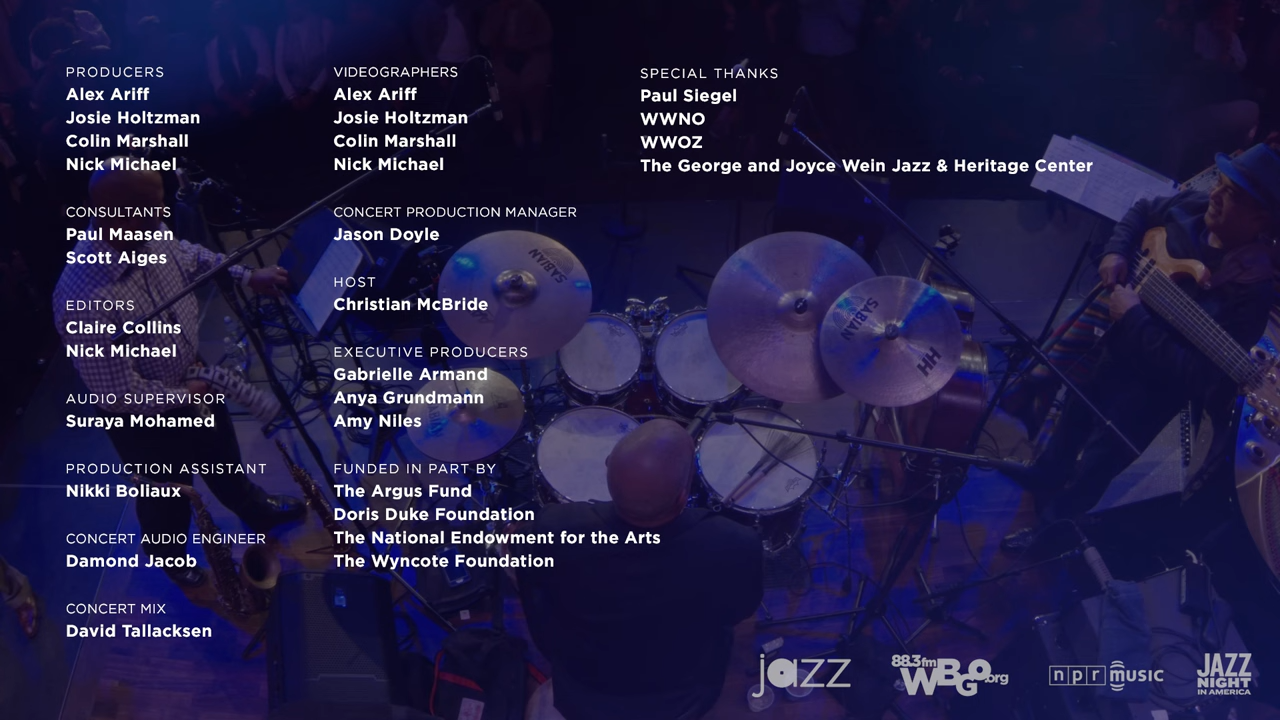 PRODUCERS
Alex Ariff
Josie Holtzman
Colin Marshall
Nick Michael
CONSULTANTS
Paul Maasen
Scott Aiges
EDITORS
Claire Collins
Nick Michael
AUDIO SUPERVISOR
Suraya Mohamed
PRODUCTION ASSISTANT
Nikki Boliaux
CONCERT AUDIO ENGINEER
Damond Jacob
CONCERT MIX
David Tallacksen
VIDEOGRAPHERS
Alex Ariff
Josie Holtzman
Colin Marshall
Nick Michael
CONCERT PRODUCTION MANAGER
Jason Doyle
HOST
Christian McBride
EXECUTIVE PRODUCERS
Gabrielle Armand
Anya Grundmann
Amy Niles
FUNDED IN PART BY
The Argus Fund
Doris Duke Foundation
The National Endowment for the Arts
The Wyncote Foundation
SPECIAL THANKS
Paul Siegel
WWNO
WWOZ
The George and Joyce Wein Jazz & Heritage Center
SABIAN
SABIAN
HH
jazz
88.3fm
WBGO.org
npr music
JAZZ
NIGHT
IN AMERICA